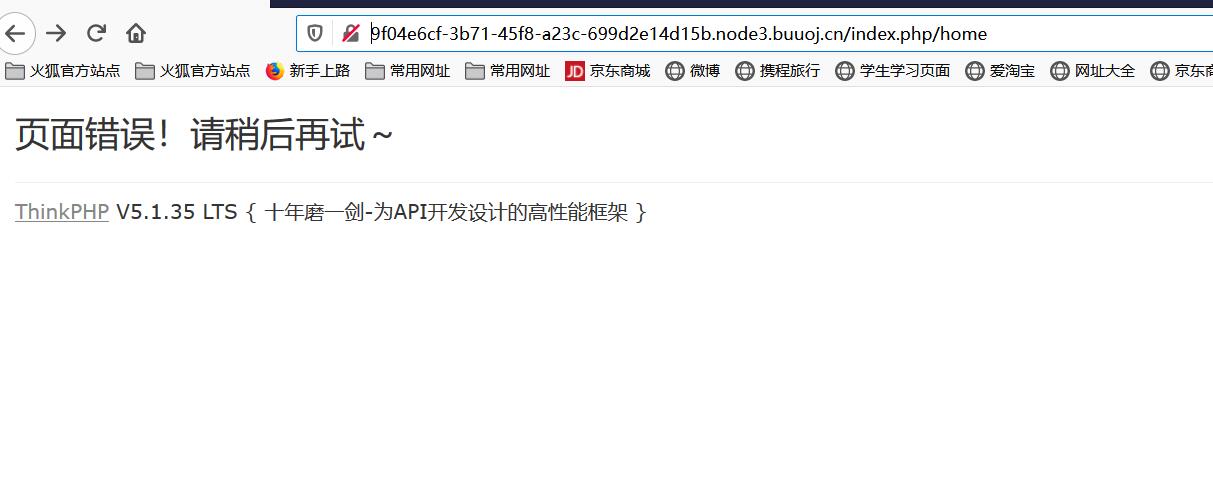 9f04e6cf-3b71-45f8-a23c-699d2e14d15b.node3.buuoj.cn/index.php/home
火狐官方站点 火狐官方站点 新手上路 常用网址 常用网址 JD 京东商城 微博 携程旅行 学生学习页面 爱淘宝 网址大全 京东商
页面错误！请稍后再试～
ThinkPHP V5.1.35 LTS { 十年磨一剑-为API开发设计的高性能框架 }